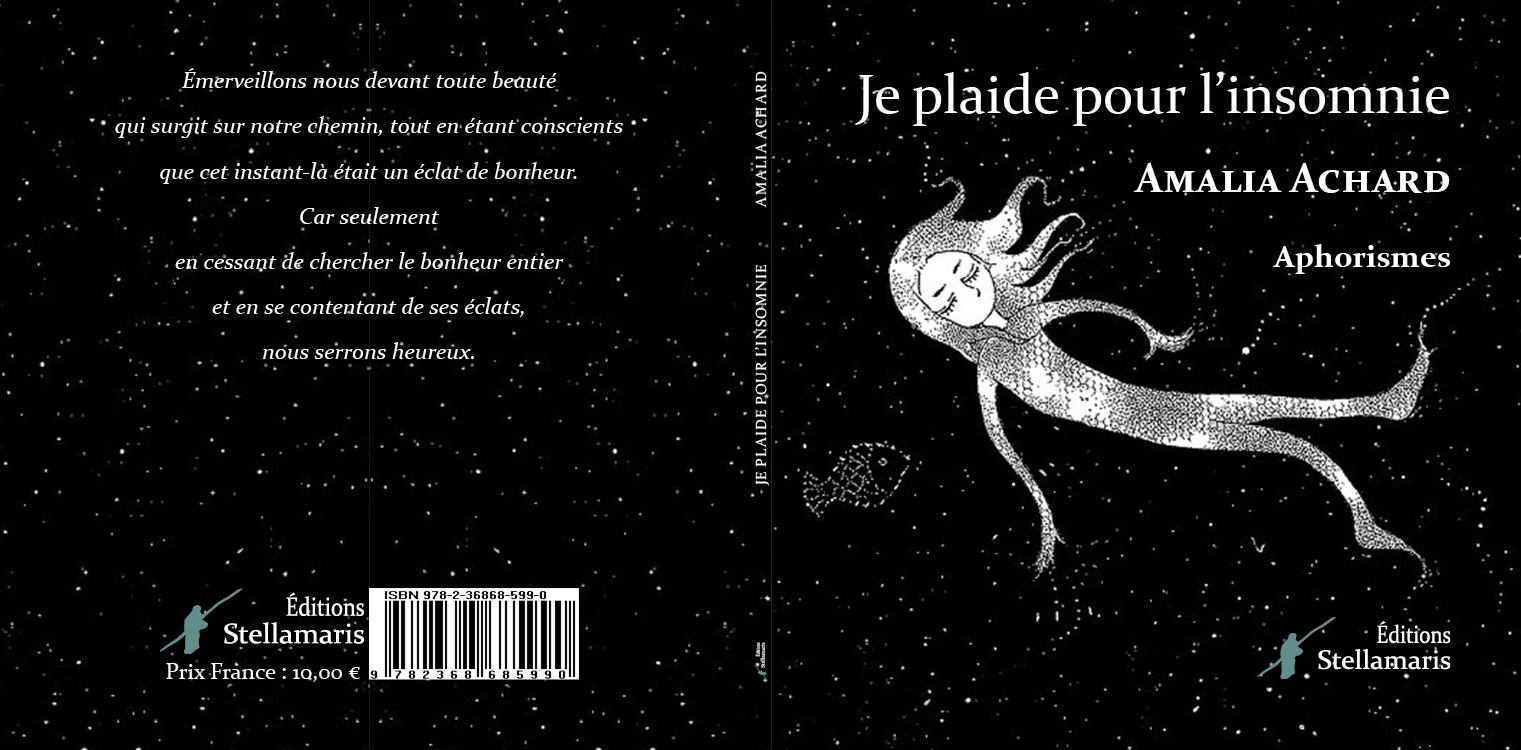 Émerveillons nous devant toute beauté
qui surgit sur notre chemin, tout en étant conscients
que cet instant-là était un éclat de bonheur.
Car seulement
en cessant de chercher le bonheur entier
et en se contentant de ses éclats,
nous serrons heureux.
Éditions
Stellamaris
Prix France : 10,00 €
ISBN 978-2-36868-599-0
9 782368 685990
AMALIA ACHARD
JE PLAIDE POUR L'INSOMNIE
Éditions
Stellamaris
Je plaide pour l'insomnie
AMALIA ACHARD
Aphorismes
Éditions
Stellamaris